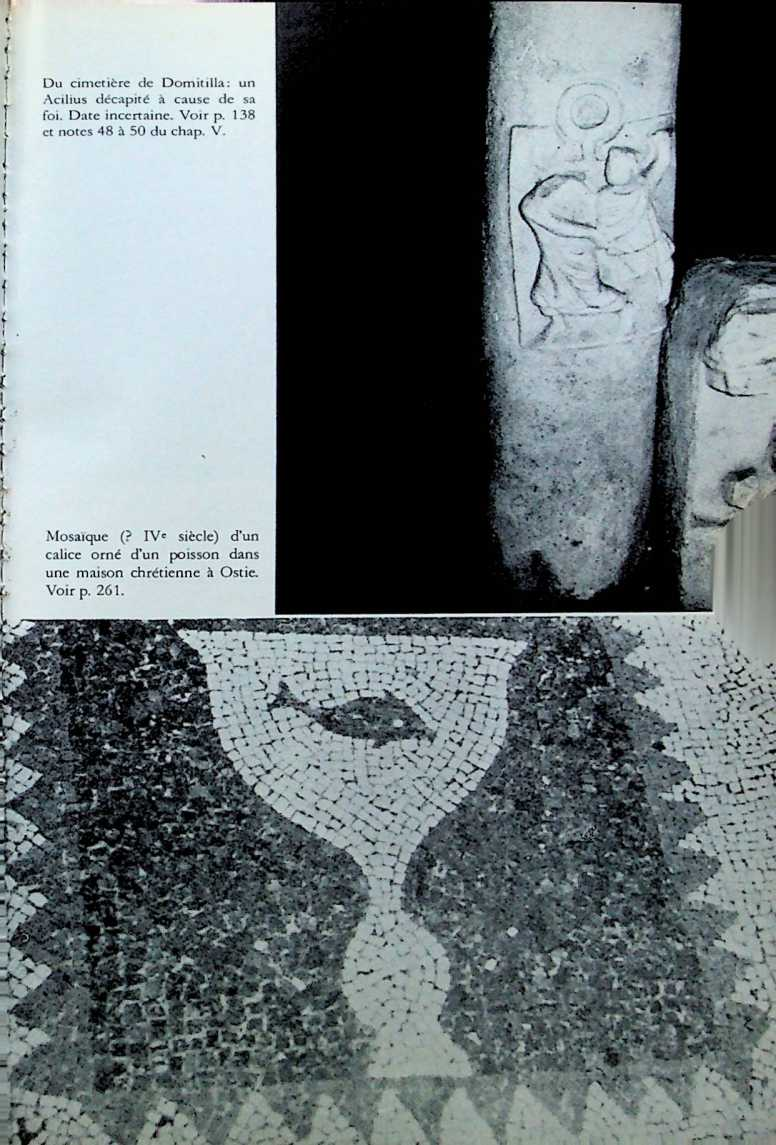 Du cimetière de Domitilla: un
Acilius décapité à cause de sa
foi. Date incertaine. Voir p. 138
et notes 48 à 50 du chap. V.
Mosaïque (? IVe siècle) d'un
calice orné d'un poisson dans
une maison chrétienne à Ostie.
Voir p. 261.